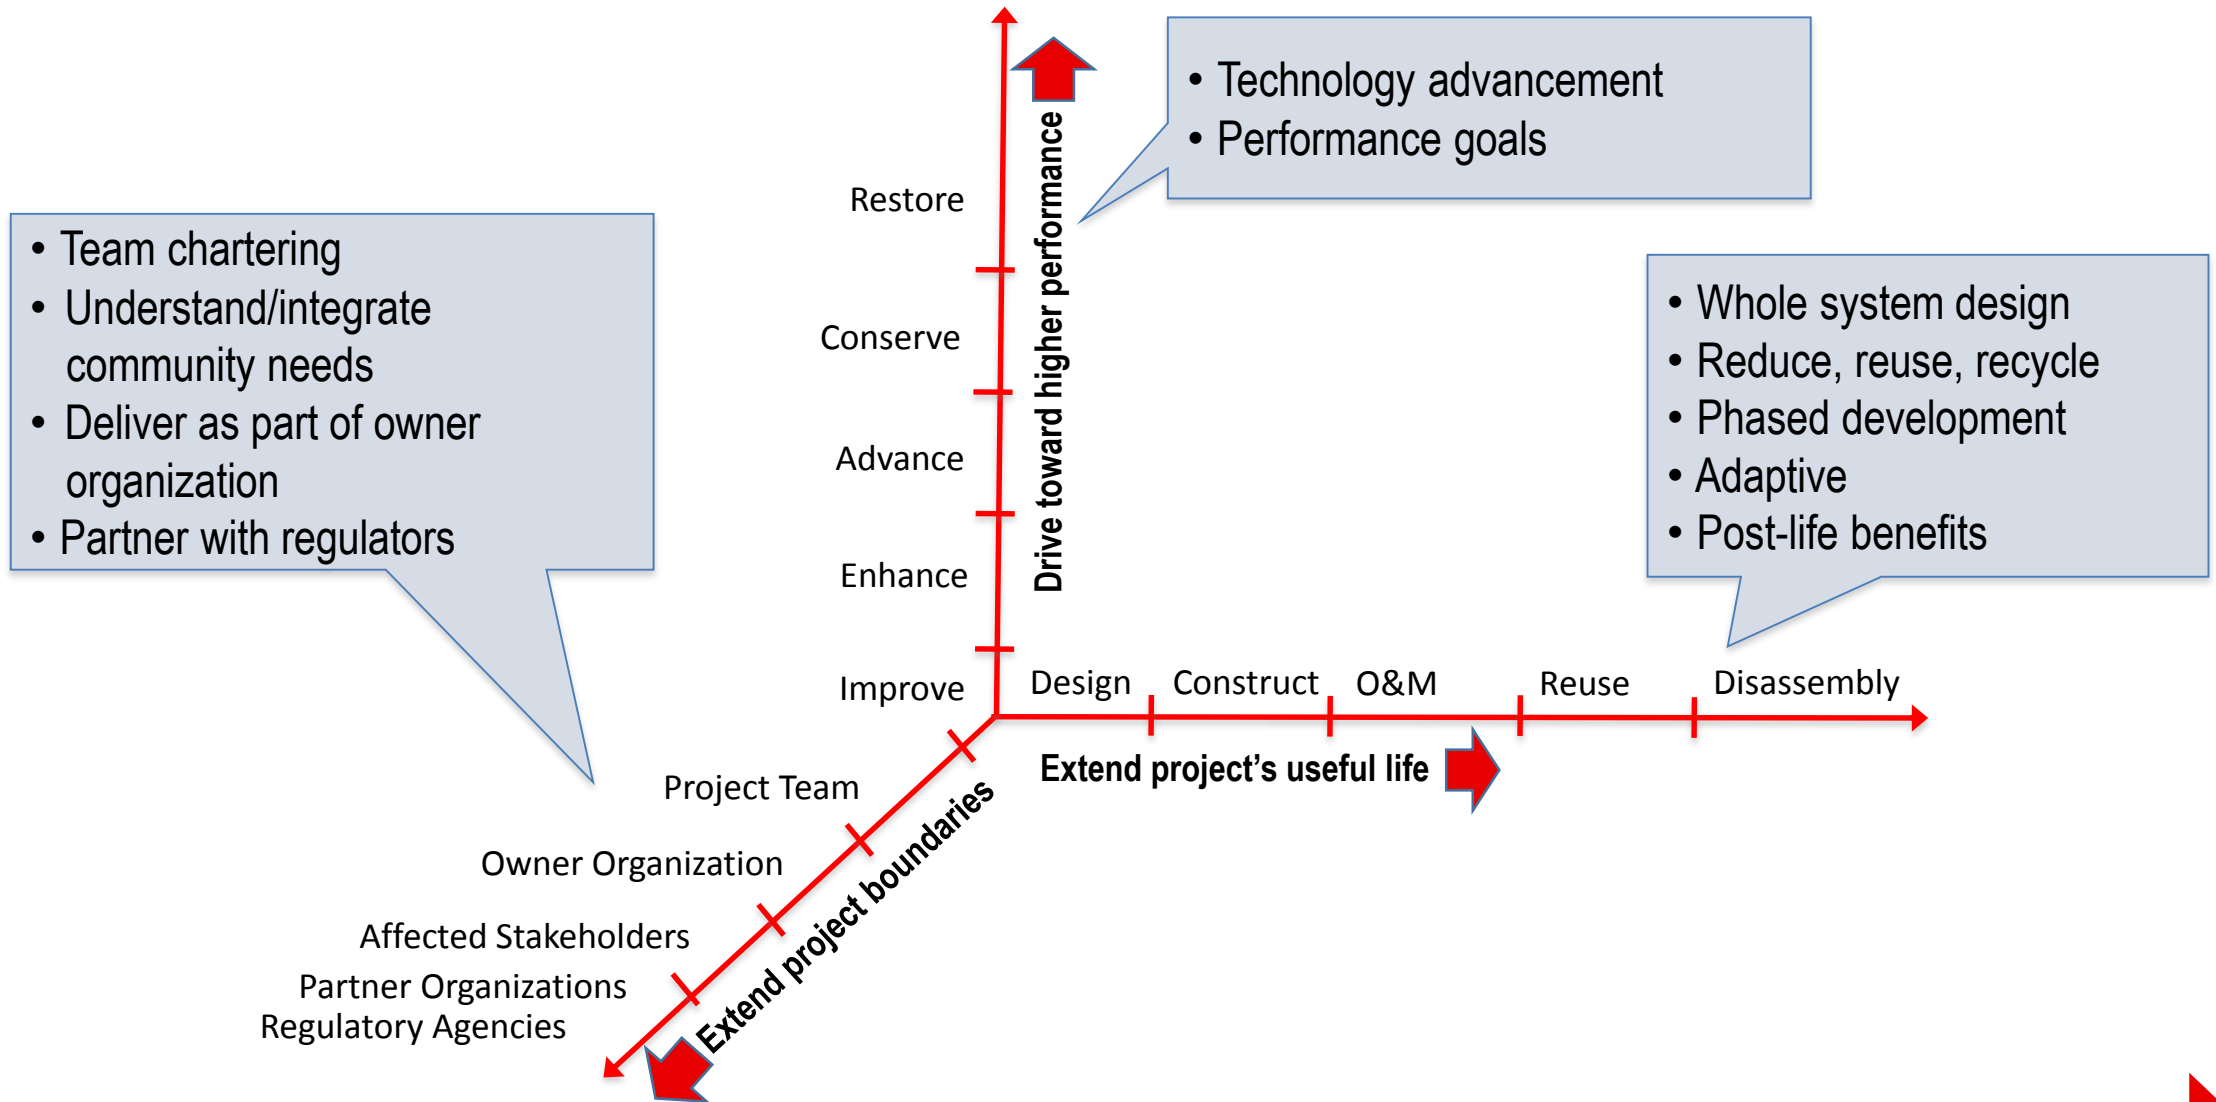 • Technology advancement
• Performance goals
• Team chartering
• Understand/integrate
community needs
• Deliver as part of owner
organization
• Partner with regulators
• Whole system design
• Reduce, reuse, recycle
• Phased development
• Adaptive
• Post-life benefits
Restore
Conserve
Advance
Enhance
Improve
Drive toward higher performance
Design
Construct
O&M
Reuse
Disassembly
Extend project’s useful life
Project Team
Owner Organization
Affected Stakeholders
Partner Organizations
Regulatory Agencies
Extend project boundaries